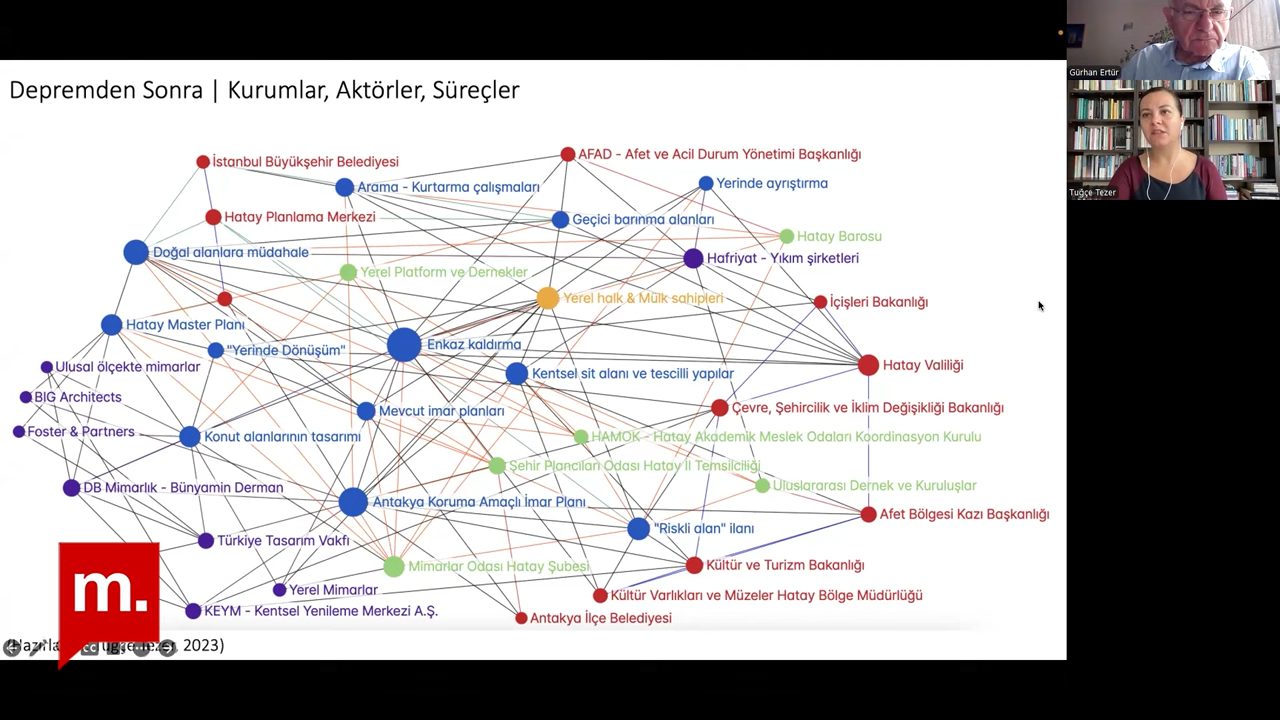 Gürhan Ertür
Tuğçe Tezer
Depremden Sonra | Kurumlar, Aktörler, Süreçler
AFAD - Afet ve Acil Durum Yönetimi Başkanlığı
İstanbul Büyükşehir Belediyesi
Yerinde ayrıştırma
Arama - Kurtarma çalışmaları
Hatay Planlama Merkezi
Geçici barınma alanları
Hatay Barosu
Doğal alanlara müdahale
Hafriyat - Yıkım şirketleri
Yerel Platform ve Dernekler
Yerel halk & Mülk sahipleri
İçişleri Bakanlığı
Hatay Master Planı
Enkaz kaldırma
"Yerinde Dönüşüm"
Ulusal ölçekte mimarlar
Hatay Valiliği
Kentsel sit alanı ve tescilli yapılar
BIG Architects
Mevcut imar planları
Çevre, Şehircilik ve İklim Değişikliği Bakanlığı
Foster & Partners
Konut alanlarının tasarımı
HAMOK - Hatay Akademik Meslek Odaları Koordinasyon Kurulu
Şehir Plancıları Odası Hatay İl Temsilciliği
DB Mimarlık - Bünyamin Derman
Uluslararası Dernek ve Kuruluşlar
Antakya Koruma Amaçlı İmar Planı
Afet Bölgesi Kazı Başkanlığı
"Riskli alan" ilanı
Türkiye Tasarım Vakfı
Mimarlar Odası Hatay Şubesi
Kültür ve Turizm Bakanlığı
Yerel Mimarlar
Kültür Varlıkları ve Müzeler Hatay Bölge Müdürlüğü
KEYM - Kentsel Yenileme Merkezi A.Ş.
Antakya İlçe Belediyesi
m.
Tezer, 2023)